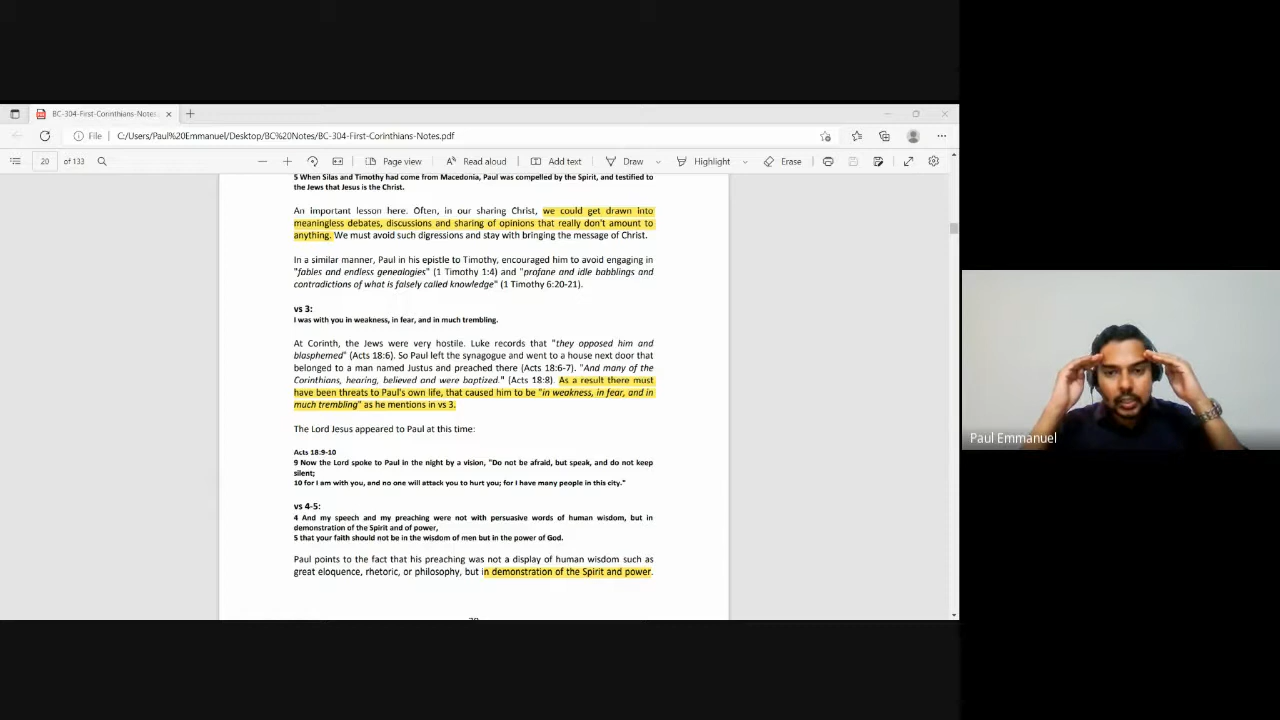 BC-304-First-Corinthians-Notes
File C:/Users/Paul%20Emmanuel/Desktop/BC%20Notes/BC-304-First-Corinthians-Notes.pdf
20 of 133 Page view Read aloud Add text Draw Highlight Erase
5 When Silas and Timothy had come from Macedonia, Paul was compelled by the Spirit, and testified to
the Jews that Jesus is the Christ.
An important lesson here. Often, in our sharing Christ, we could get drawn into
meaningless debates, discussions and sharing of opinions that really don't amount to
anything. We must avoid such digressions and stay with bringing the message of Christ.
In a similar manner, Paul in his epistle to Timothy, encouraged him to avoid engaging in
"fables and endless genealogies" (1 Timothy 1:4) and "profane and idle babblings and
contradictions of what is falsely called knowledge" (1 Timothy 6:20-21).
vs 3:
I was with you in weakness, in fear, and in much trembling.
At Corinth, the Jews were very hostile. Luke records that "they opposed him and
blasphemed" (Acts 18:6). So Paul left the synagogue and went to a house next door that
belonged to a man named Justus and preached there (Acts 18:6-7). "And many of the
Corinthians, hearing, believed and were baptized." (Acts 18:8). As a result there must
have been threats to Paul's own life, that caused him to be "in weakness, in fear, and in
much trembling" as he mentions in vs 3.
The Lord Jesus appeared to Paul at this time:
Acts 18:9-10
9 Now the Lord spoke to Paul in the night by a vision, "Do not be afraid, but speak, and do not keep
silent;
10 for I am with you, and no one will attack you to hurt you; for I have many people in this city."
vs 4-5:
4 And my speech and my preaching were not with persuasive words of human wisdom, but in
demonstration of the Spirit and of power,
5 that your faith should not be in the wisdom of men but in the power of God.
Paul points to the fact that his preaching was not a display of human wisdom such as
great eloquence, rhetoric, or philosophy, but in demonstration of the Spirit and power.
Paul Emmanuel